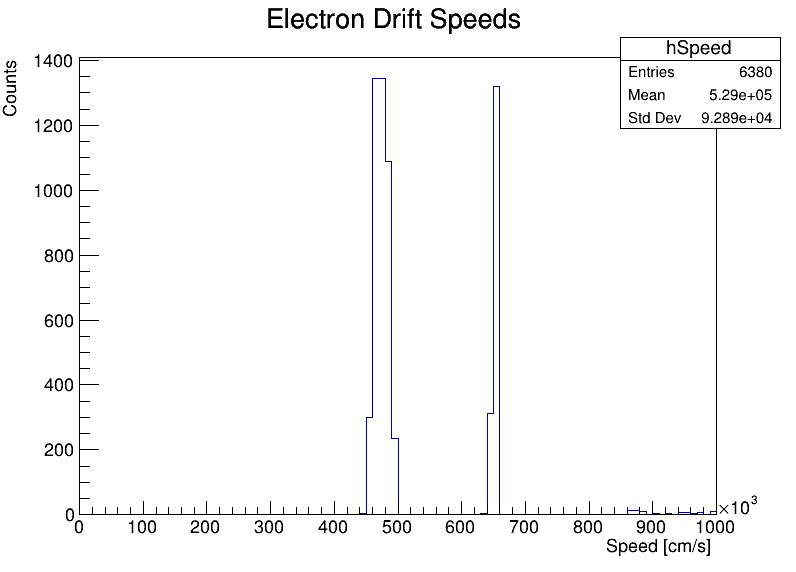 Electron Drift Speeds
hSpeed
Entries 6380
Mean 5.29e+05
Std Dev 9.289e+04
Counts
1400
1200
1000
800
600
400
200
0
0 100 200 300 400 500 600 700 800 900 1000
×10³
Speed [cm/s]